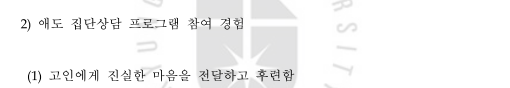 2) 애도 집단상담 프로그램 참여 경험
(1) 고인에게 진실한 마음을 전달하고 후련함